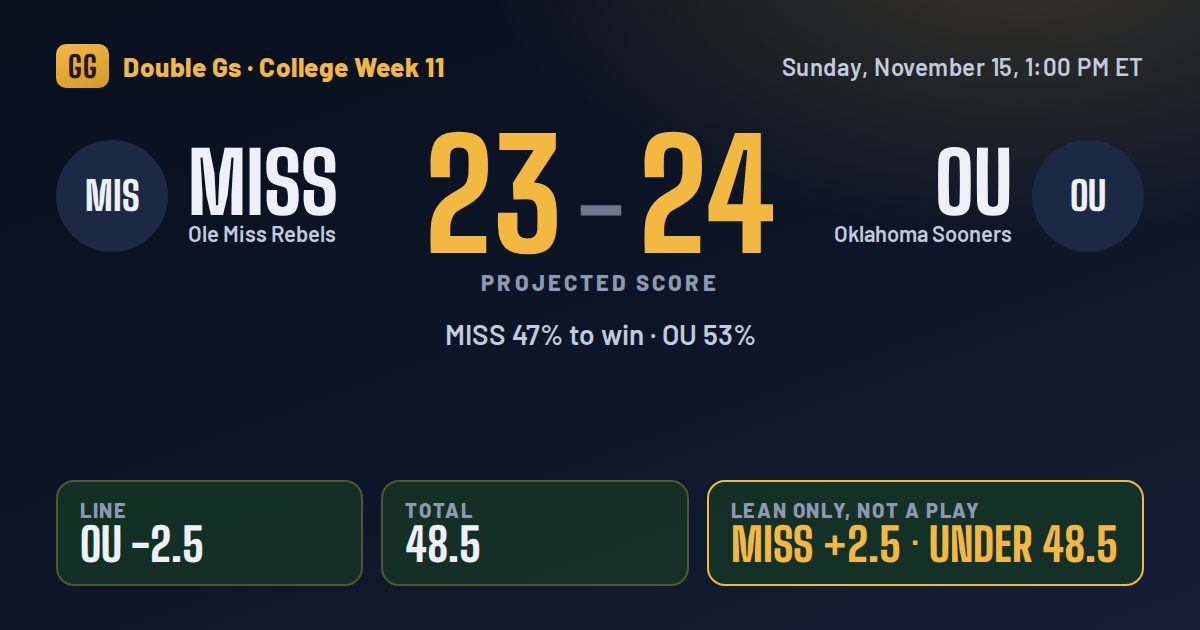 GG Double Gs · College Week 11
Sunday, November 15, 1:00 PM ET
MIS
MISS
Ole Miss Rebels
23 – 24
OU
Oklahoma Sooners
OU
PROJECTED SCORE
MISS 47% to win · OU 53%
LINE
OU −2.5
TOTAL
48.5
LEAN ONLY, NOT A PLAY
MISS +2.5 · UNDER 48.5